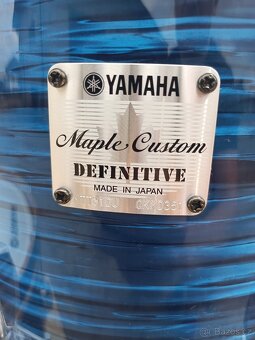 YAMAHA
Maple Custom
DEFINITIVE
MADE IN JAPAN